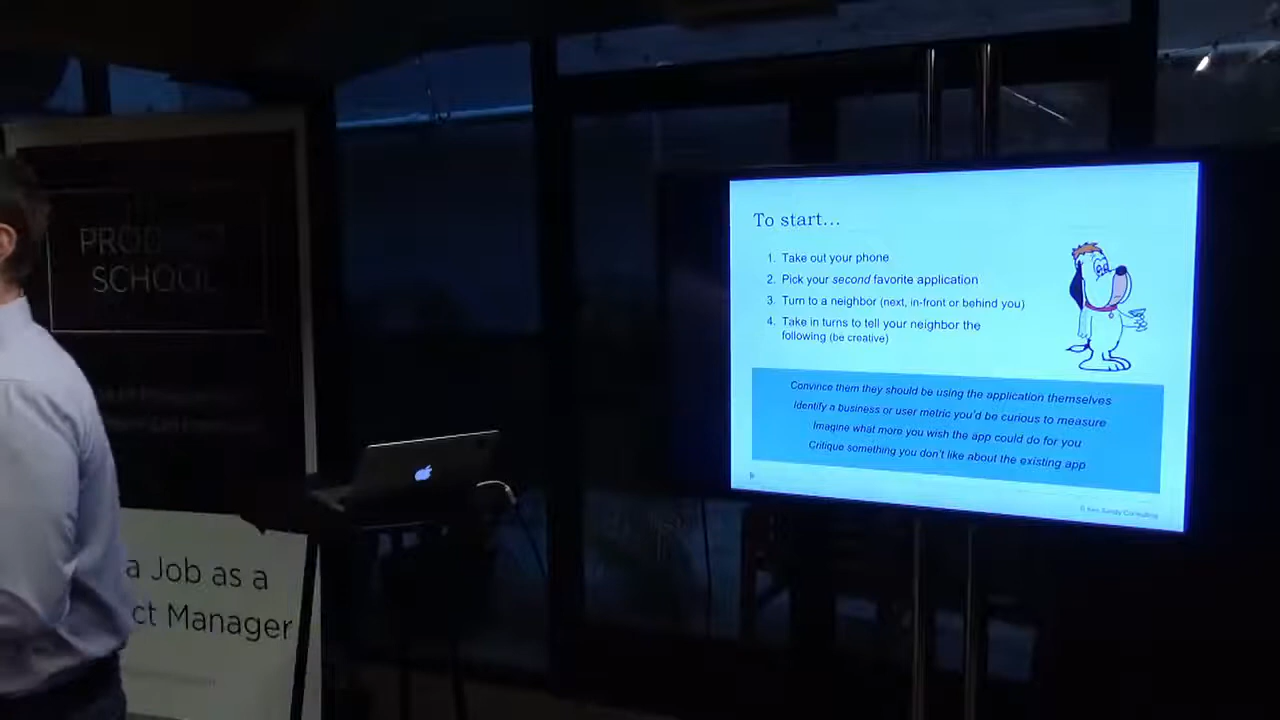 PRODUCT
SCHOOL
a Job as a
ct Manager
To start...
1. Take out your phone
2. Pick your second favorite application
3. Turn to a neighbor (next, in-front or behind you)
4. Take in turns to tell your neighbor the
following (be creative)
Convince them they should be using the application themselves
Identify a business or user metric you'd be curious to measure
Imagine what more you wish the app could do for you
Critique something you don't like about the existing app
© Ken Sandy Consulting